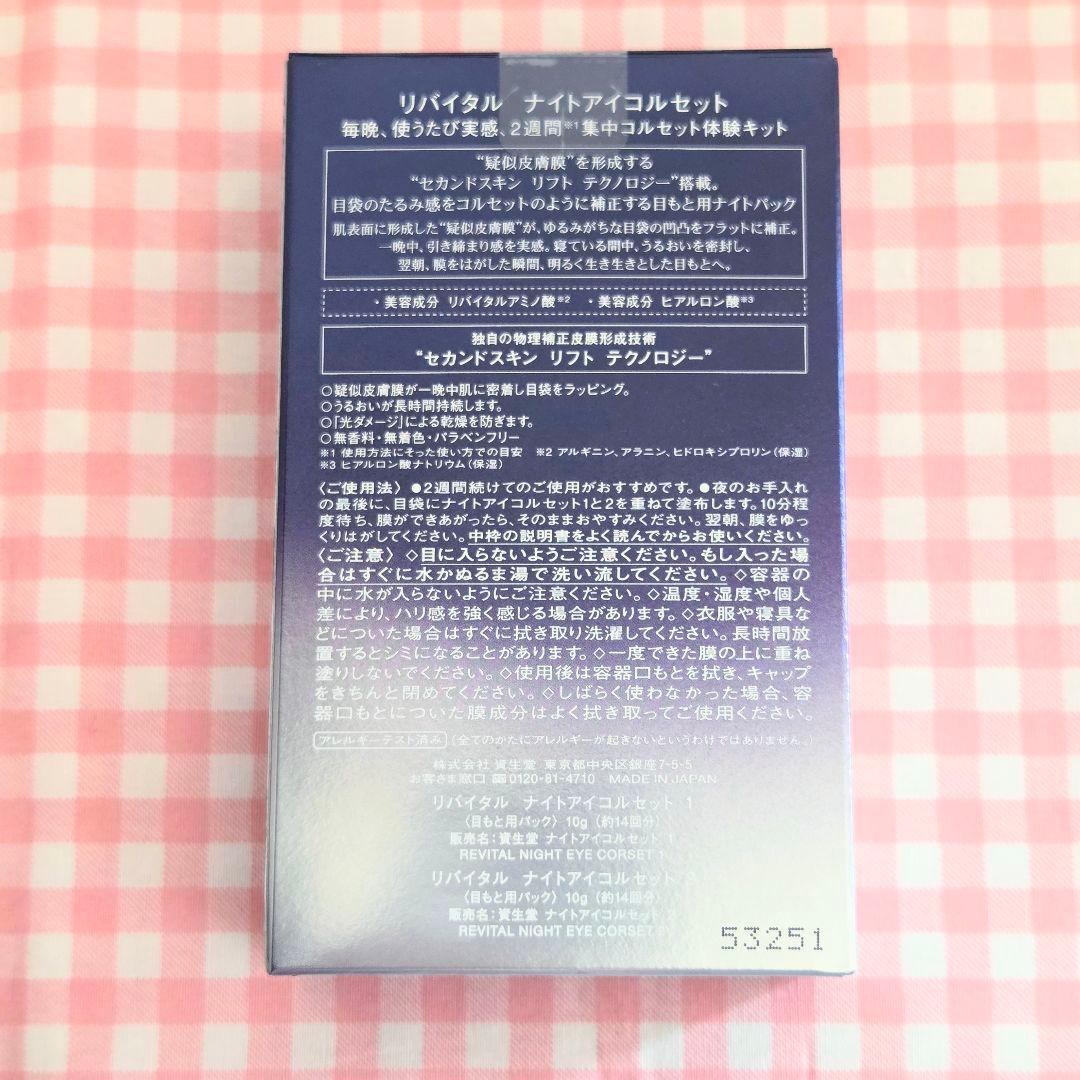 リバイタル ナイトアイコルセット
毎晩、使うたび実感、2週間※1集中コルセット体験キット
“疑似皮膚膜”を形成する
“セカンドスキン リフト テクノロジー”搭載。
目袋のたるみ感をコルセットのように補正する目もと用ナイトパック
肌表面に形成した“疑似皮膚膜”が、ゆるみがちな目袋の凹凸をフラットに補正。
一晩中、引き締まり感を実感。寝ている間中、うるおいを密封し、
翌朝、膜をはがした瞬間、明るく生き生きとした目もとへ。
・美容成分 リバイタルアミノ酸※2 ・美容成分 ヒアルロン酸※3
独自の物理補正皮膜形成技術
“セカンドスキン リフト テクノロジー”
○疑似皮膚膜が一晩中肌に密着し目袋をラッピング。
○うるおいが長時間持続します。
○「光ダメージ」による乾燥を防ぎます。
○無香料・無着色・パラベンフリー
※1 使用方法にそった使い方での目安 ※2 アルギニン、アラニン、ヒドロキシプロリン(保湿)
※3 ヒアルロン酸ナトリウム(保湿)
〈ご使用法〉●2週間続けてのご使用がおすすめです。●夜のお手入れ
の最後に、目袋にナイトアイコルセット1と2を重ねて塗布します。10分程
度待ち、膜ができあがったら、そのままおやすみください。翌朝、膜をゆっ
くりはがしてください。中枠の説明書をよく読んでからお使いください。
〈ご注意〉◇目に入らないようご注意ください。もし入った場
合はすぐに水かぬるま湯で洗い流してください。◇容器の
中に水が入らないようにご注意ください。◇温度・湿度や個人
差により、ハリ感を強く感じる場合があります。◇衣服や寝具な
どについた場合はすぐに拭き取り洗濯してください。長時間放
置するとシミになることがあります。◇一度できた膜の上に重ね
塗りしないでください。◇使用後は容器口もとを拭き、キャップ
をきちんと閉めてください。◇しばらく使わなかった場合、容
器口もとについた膜成分はよく拭き取ってご使用ください。
アレルギーテスト済み (全てのかたにアレルギーが起きないというわけではありません。)
株式会社 資生堂 東京都中央区銀座7-5-5
お客さま窓口 0120-81-4710 MADE IN JAPAN
リバイタル ナイトアイコルセット 1
〈目もと用パック〉10g (約14回分)
販売名:資生堂 ナイトアイコルセット 1
REVITAL NIGHT EYE CORSET 1
リバイタル ナイトアイコルセット 2
〈目もと用パック〉10g (約14回分)
販売名:資生堂 ナイトアイコルセット 2
REVITAL NIGHT EYE CORSET 2
53251